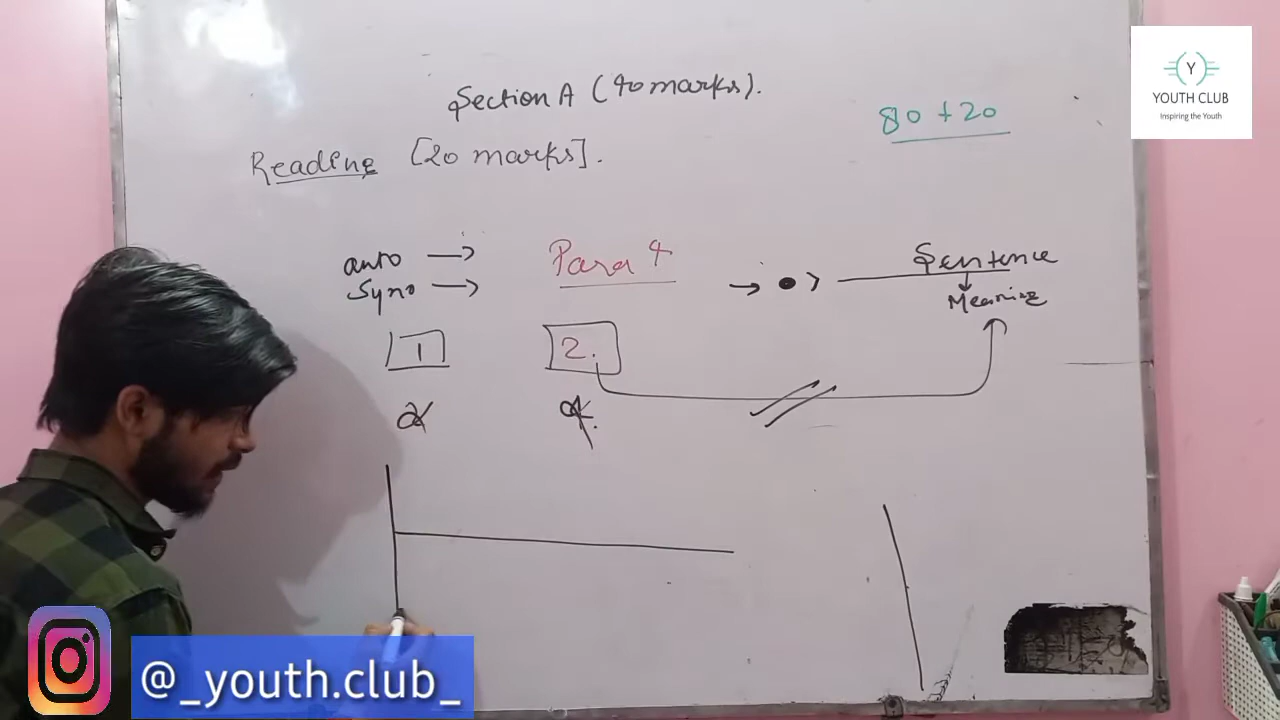 Section A (40 marks).
80 + 20
Reading [20 marks].
YOUTH CLUB
Inspiring the Youth
anto →
Syno →
Para 4
→ • > Sentence
Meaning
1
2.
@_youth.club_